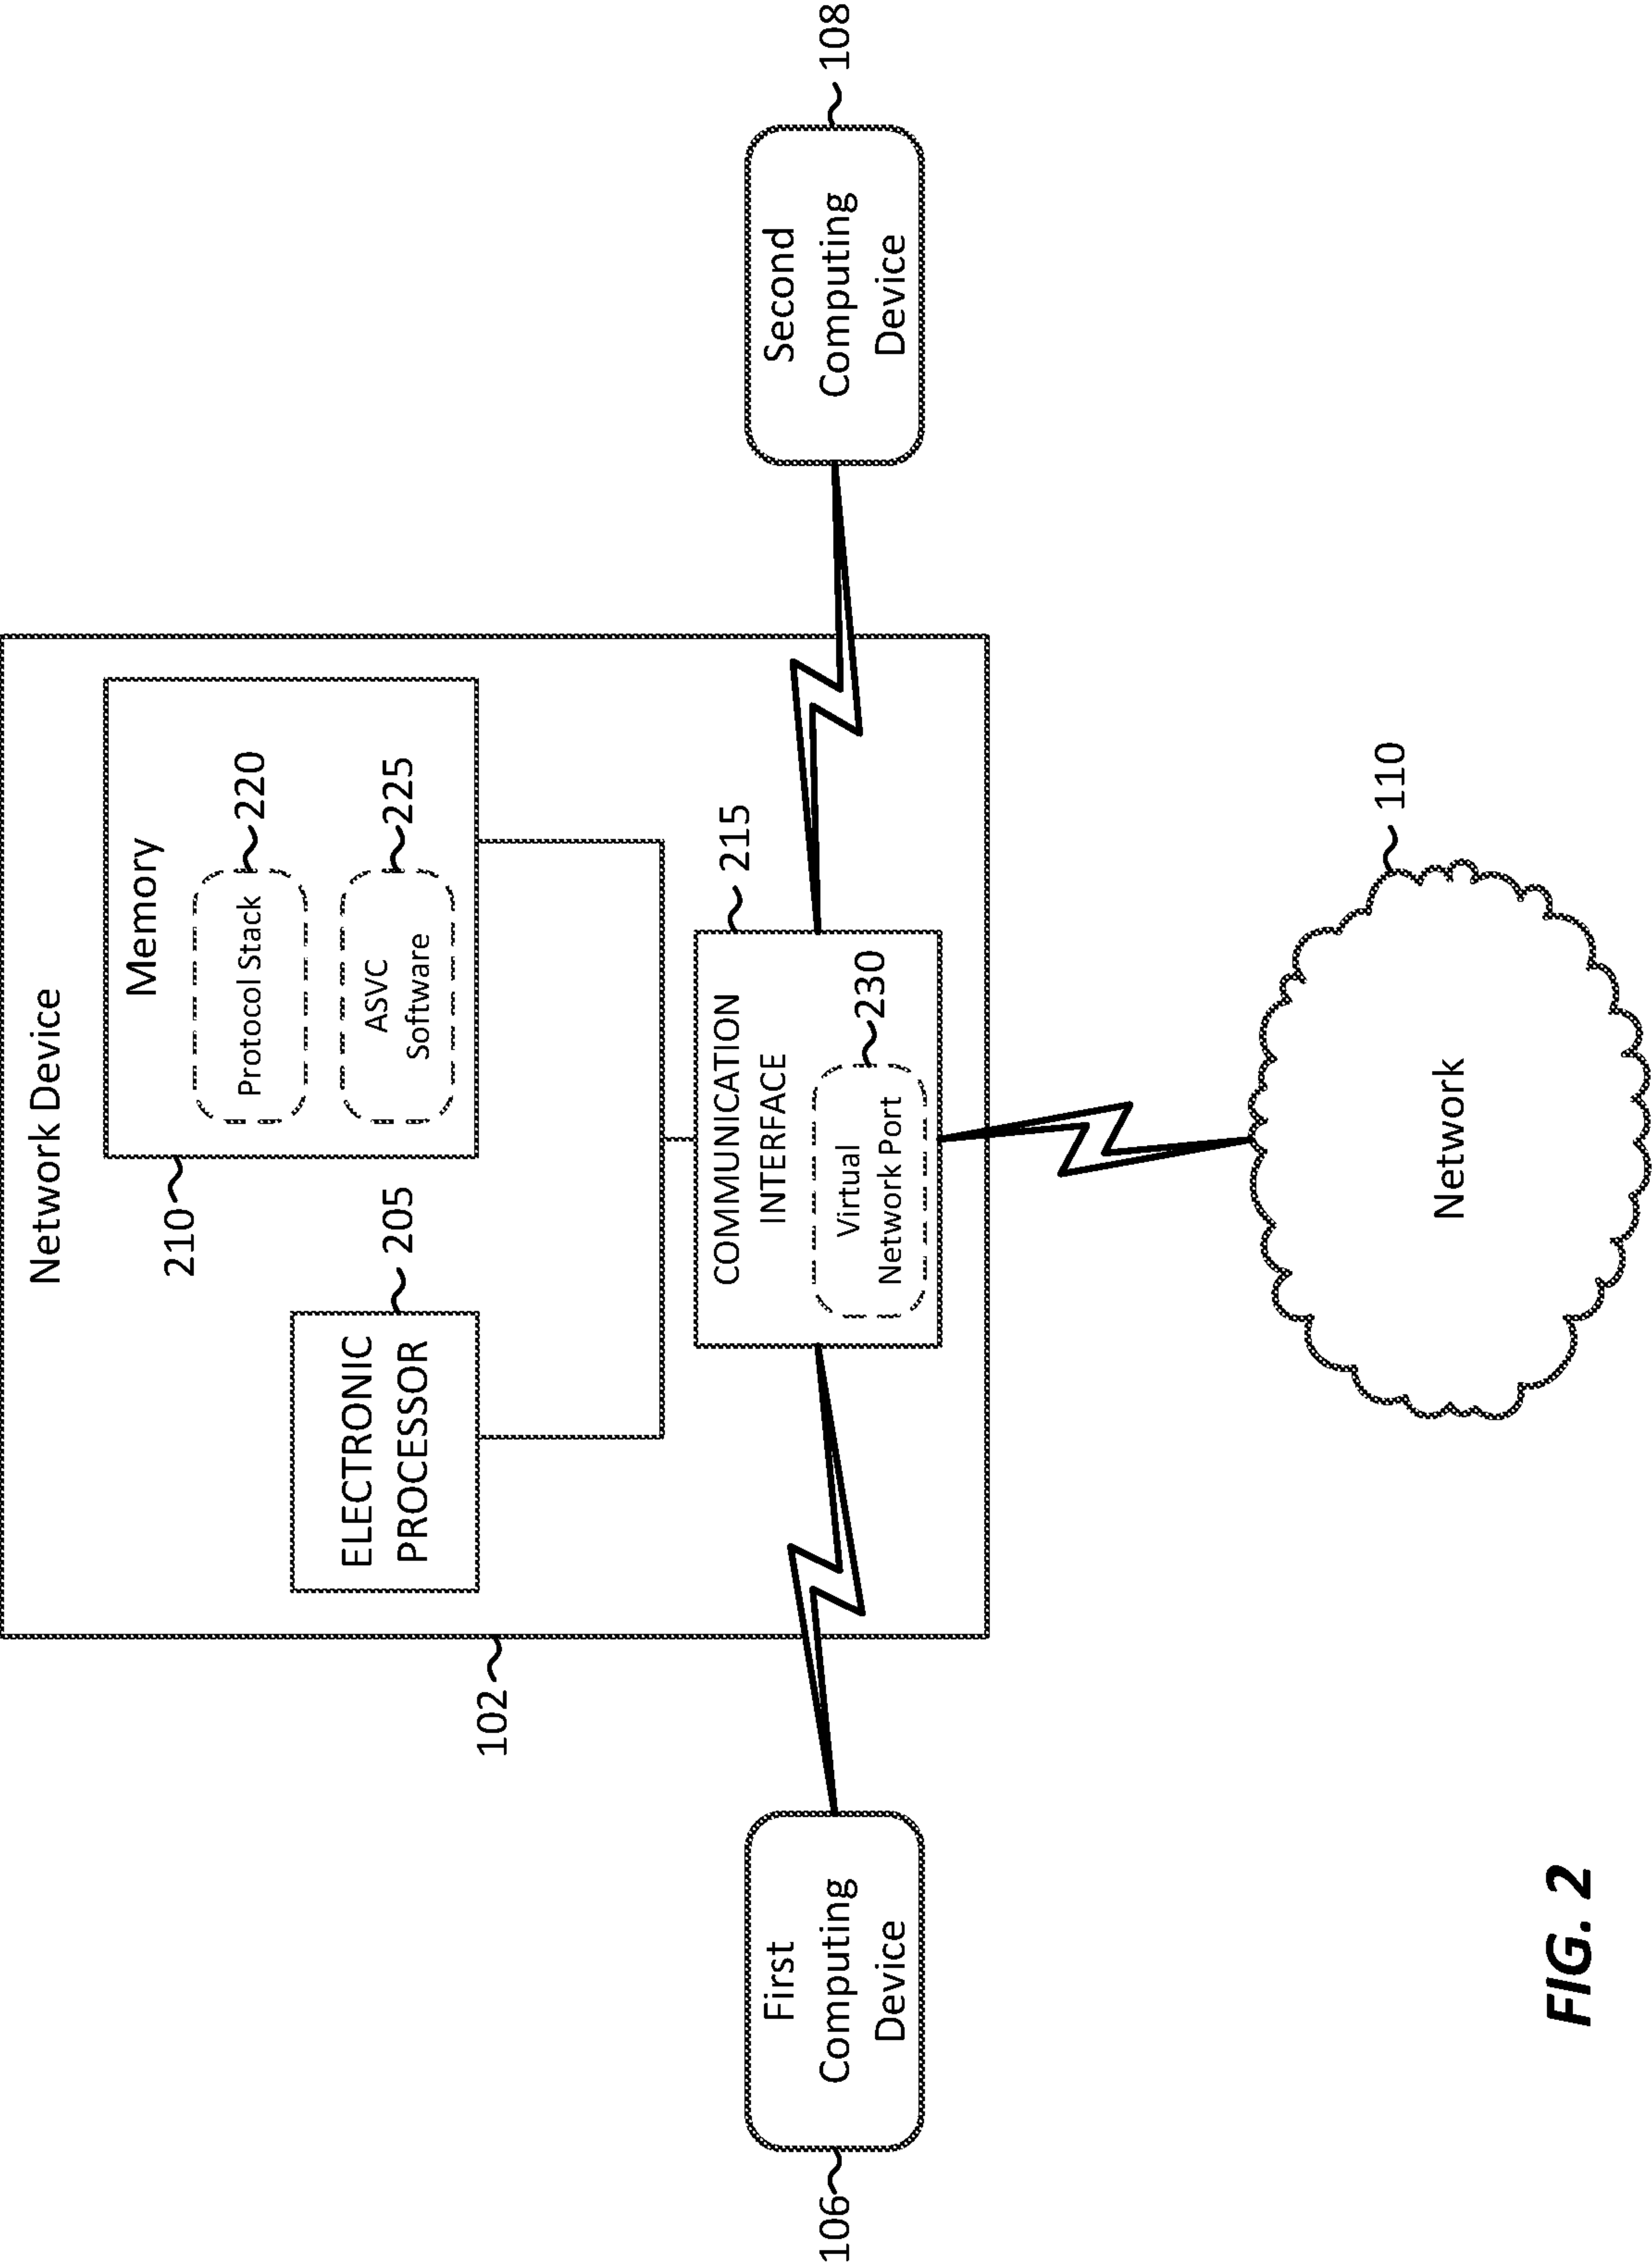 Network Device
Memory
210
Protocol Stack
220
ASVC
Software
225
ELECTRONIC
PROCESSOR
205
102
COMMUNICATION
INTERFACE
215
Virtual
Network Port
230
First
Computing
Device
106
Second
Computing
Device
108
Network
110
FIG. 2